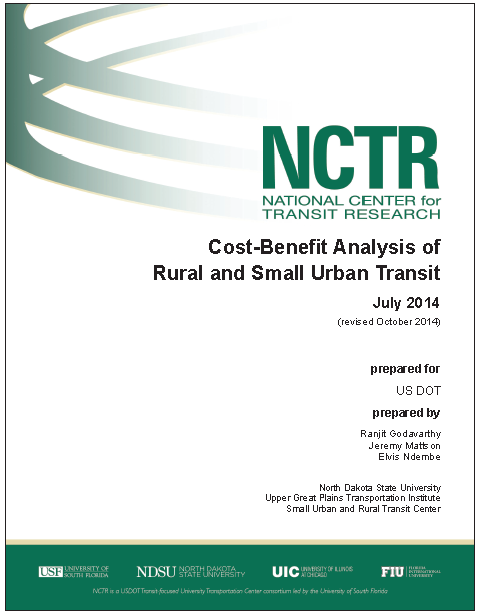 NCTR
NATIONAL CENTER for
TRANSIT RESEARCH
Cost-Benefit Analysis of
Rural and Small Urban Transit
July 2014
(revised October 2014)
prepared for
US DOT
prepared by
Ranjit Godavarthy
Jeremy Mattson
Elvis Ndembe
North Dakota State University
Upper Great Plains Transportation Institute
Small Urban and Rural Transit Center
USF UNIVERSITY OF
SOUTH FLORIDA
NDSU NORTH DAKOTA
STATE UNIVERSITY
UIC UNIVERSITY OF ILLINOIS
AT CHICAGO
FIU FLORIDA
INTERNATIONAL
UNIVERSITY
NCTR is a USDOT Transit-focused University Transportation Center consortium led by the University of South Florida